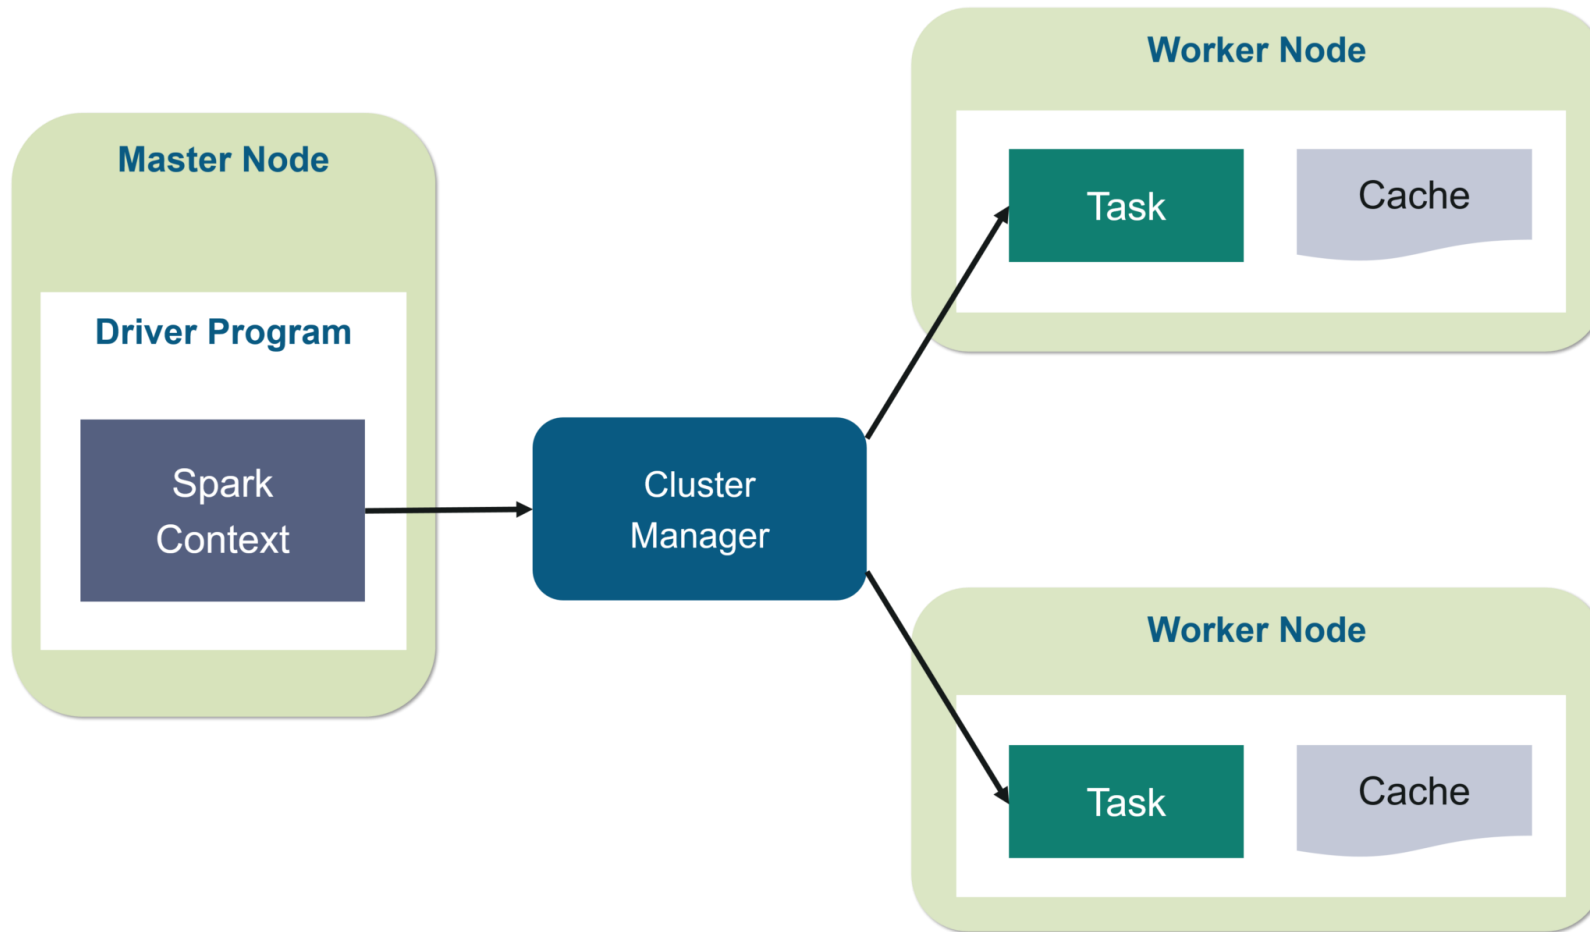 Master Node
Driver Program
Spark
Context
Cluster
Manager
Worker Node
Task
Cache
Worker Node
Task
Cache